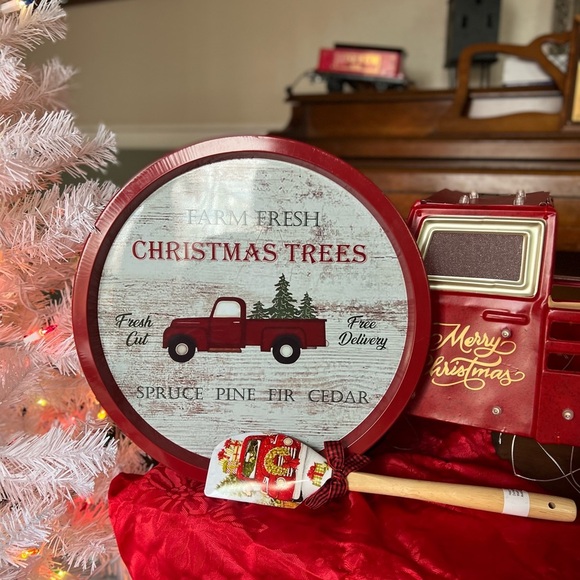 FARM FRESH
CHRISTMAS TREES
Fresh
Cut
Free
Delivery
SPRUCE PINE FIR CEDAR
Merry
Christmas